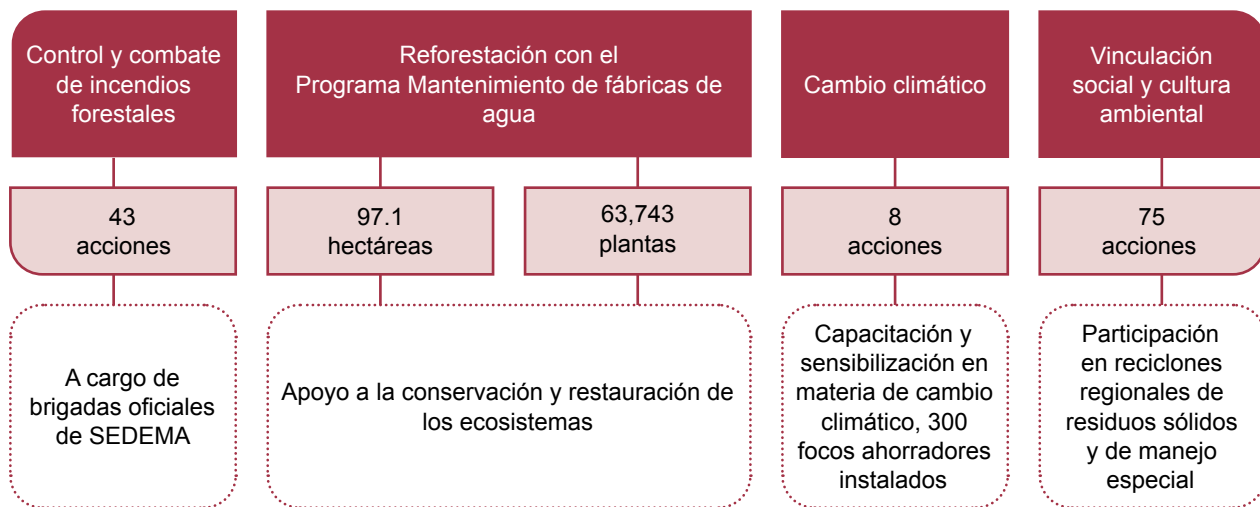 Control y combate
de incendios
forestales
Reforestación con el
Programa Mantenimiento de fábricas de
agua
Cambio climático
Vinculación
social y cultura
ambiental
43
acciones
97.1
hectáreas
63,743
plantas
8
acciones
75
acciones
A cargo de
brigadas oficiales
de SEDEMA
Apoyo a la conservación y restauración de
los ecosistemas
Capacitación y
sensibilización en
materia de cambio
climático, 300
focos ahorradores
instalados
Participación
en reciclones
regionales de
residuos sólidos
y de manejo
especial